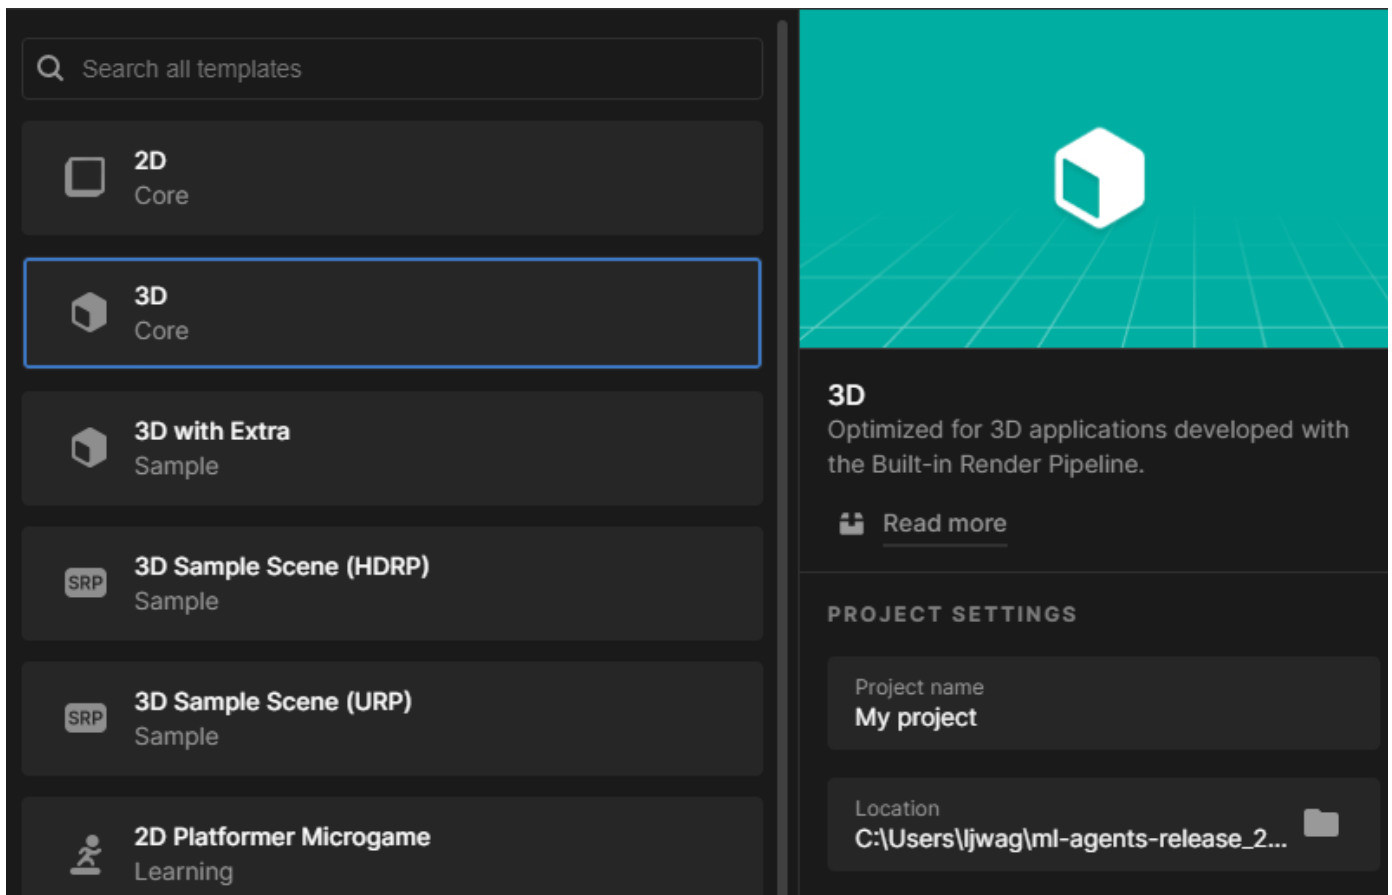 Search all templates
2D
Core
3D
Core
3D with Extra
Sample
SRP
3D Sample Scene (HDRP)
Sample
SRP
3D Sample Scene (URP)
Sample
2D Platformer Microgame
Learning
3D
Optimized for 3D applications developed with
the Built-in Render Pipeline.
Read more
PROJECT SETTINGS
Project name
My project
Location
C:\Users\ljwag\ml-agents-release_2...